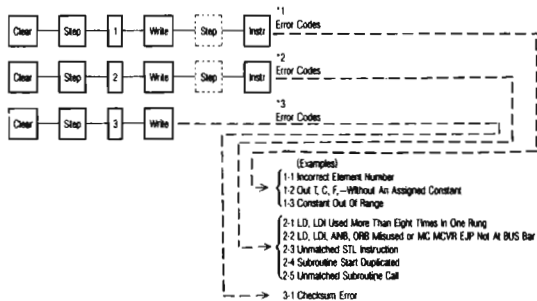 *1
Error Codes
Clear Step 1 Write Step Instr
*2
Error Codes
Clear Step 2 Write Step Instr
*3
Error Codes
Clear Step 3 Write
(Examples)
1-1 Incorrect Element Number
1-2 Out T, C, F,—Without An Assigned Constant
1-3 Constant Out Of Range
2-1 LD, LDI Used More Than Eight Times In One Rung
2-2 LD, LDI, ANB, ORB Misused or MC MCVR EJP Not At BUS Bar
2-3 Unmatched STL Instruction
2-4 Subroutine Start Duplicated
2-5 Unmatched Subroutine Call
3-1 Checksum Error